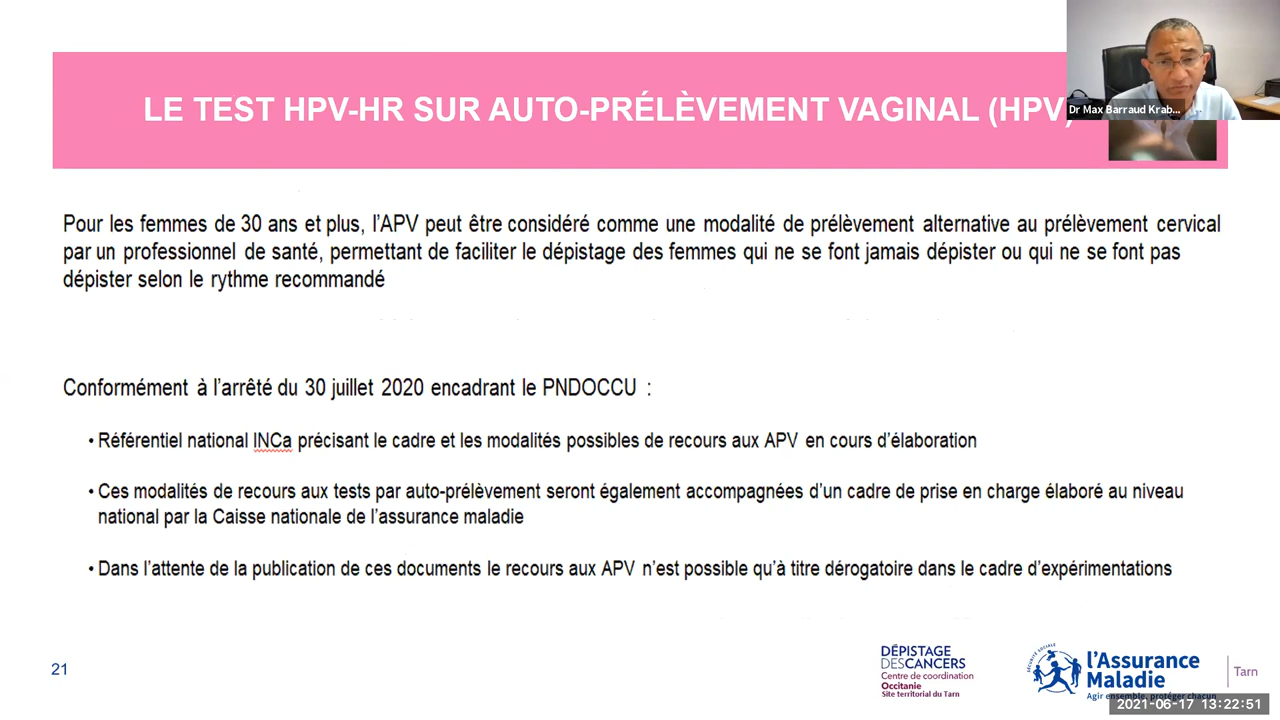 LE TEST HPV-HR SUR AUTO-PRÉLÈVEMENT VAGINAL (HPV)
Dr Max Barraud Krab...
Pour les femmes de 30 ans et plus, l'APV peut être considéré comme une modalité de prélèvement alternative au prélèvement cervical
par un professionnel de santé, permettant de faciliter le dépistage des femmes qui ne se font jamais dépister ou qui ne se font pas
dépister selon le rythme recommandé
Conformément à l'arrêté du 30 juillet 2020 encadrant le PNDOCCU :
• Référentiel national INCa précisant le cadre et les modalités possibles de recours aux APV en cours d'élaboration
• Ces modalités de recours aux tests par auto-prélèvement seront également accompagnées d'un cadre de prise en charge élaboré au niveau
national par la Caisse nationale de l'assurance maladie
• Dans l'attente de la publication de ces documents le recours aux APV n'est possible qu'à titre dérogatoire dans le cadre d'expérimentations
21
DÉPISTAGE
DESCANCERS
Centre de coordination
Occitanie
Site territorial du Tarn
SÉCURITÉ SOCIALE
l'Assurance
Maladie
Agir ensemble, protéger chacun
Tarn
2021-06-17 13:22:51